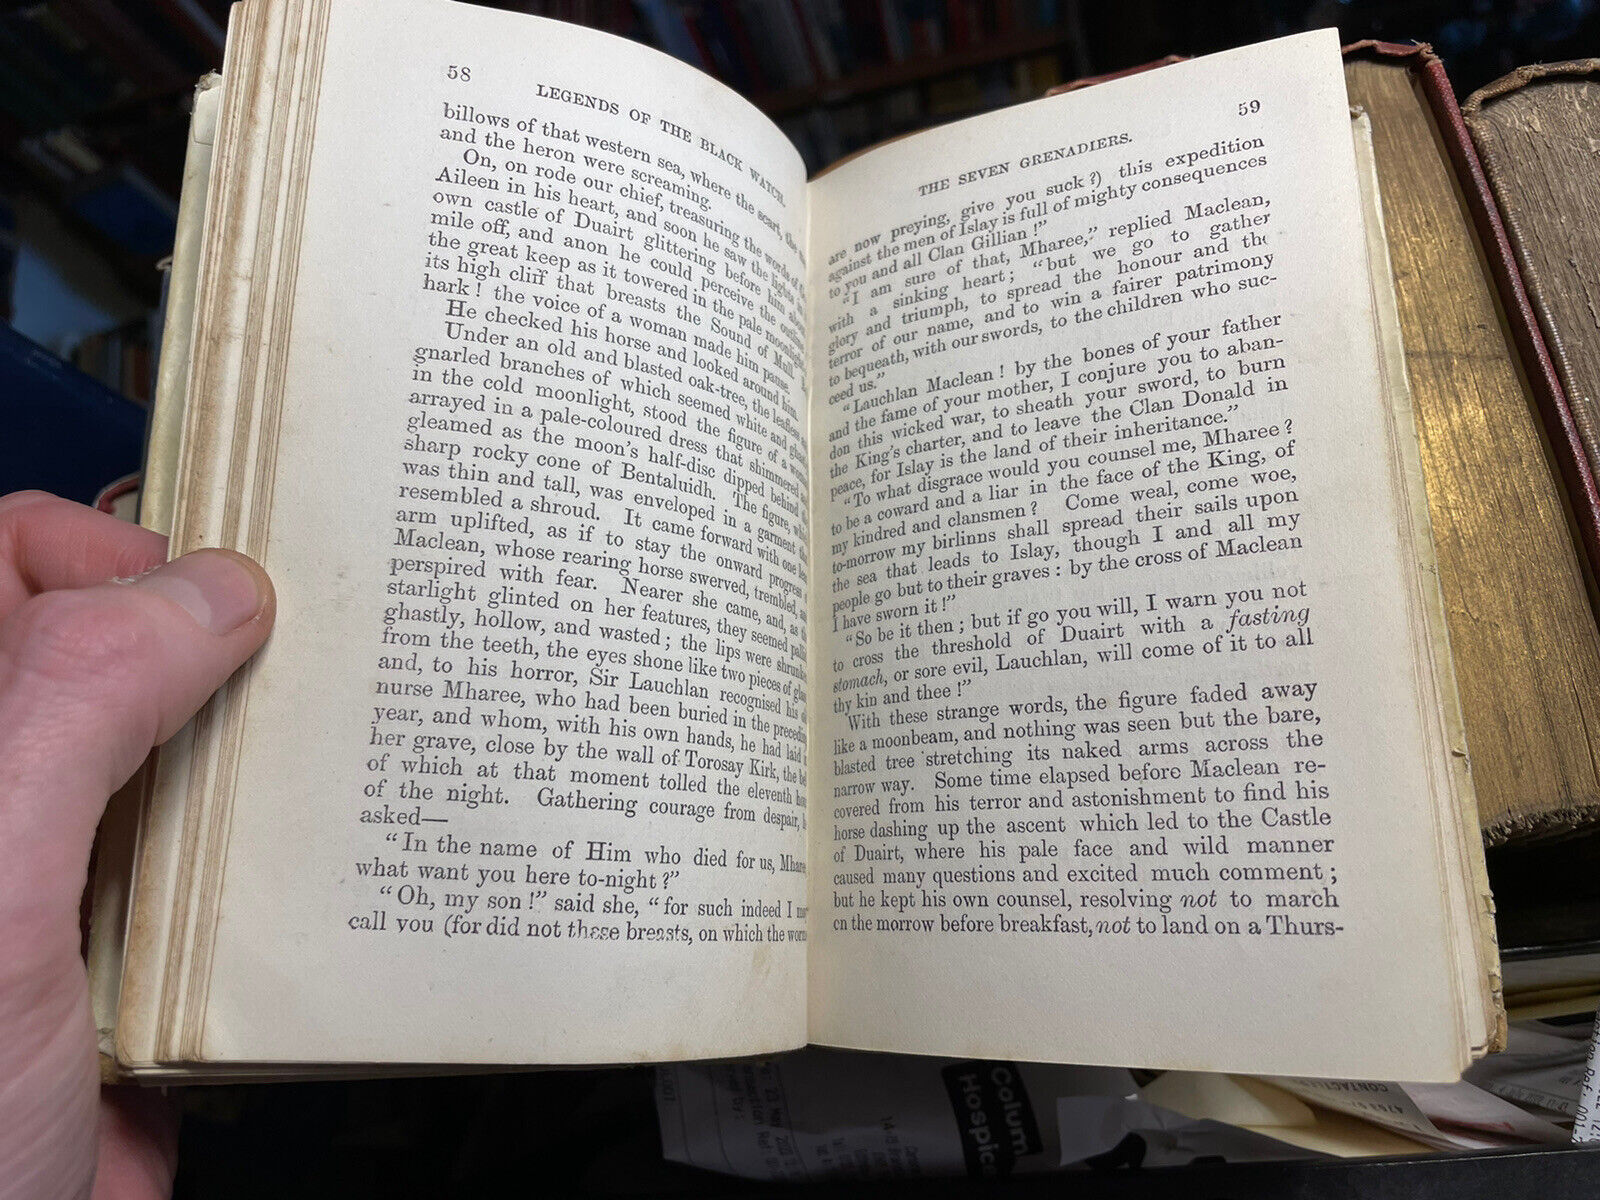 58
LEGENDS OF THE BLACK WATCH.
billows of that western sea, where the scart, the
and the heron were screaming.
On, on rode our chief, treasuring the words of
Aileen in his heart, and soon he saw the lights
own castle of Duairt glittering before him about
mile off, and anon he could perceive the outline
the great keep as it towered in the pale moonlight
its high cliff that breasts the Sound of Mull.
hark! the voice of a woman made him pause.
He checked his horse and looked around him.
Under an old and blasted oak-tree, the leafless
gnarled branches of which seemed white and
in the cold moonlight, stood the figure of a
arrayed in a pale-coloured dress that shimmered
gleamed as the moon's half-disc dipped behind
sharp rocky cone of Bentaluidh. The figure,
was thin and tall, was enveloped in a garment
resembled a shroud. It came forward with one
arm uplifted, as if to stay the onward progress
Maclean, whose rearing horse swerved, trembled,
perspired with fear. Nearer she came, and, as
starlight glinted on her features, they seemed
ghastly, hollow, and wasted; the lips were
from the teeth, the eyes shone like two pieces of
and, to his horror, Sir Lauchlan recognised his
nurse Mharee, who had been buried in the
year, and whom, with his own hands, he had laid
her grave, close by the wall of Torosay Kirk, the
of which at that moment tolled the eleventh
of the night. Gathering courage from despair,
asked—
"In the name of Him who died for us,
what want you here to-night?"
"Oh, my son!" said she, "for such indeed I
call you (for did not these breasts, on which the
59
THE SEVEN GRENADIERS.
are now preying, give you suck?) this expedition
against the men of Islay is full of mighty consequences
to you and all Clan Gillian!"
"I am sure of that, Mharee," replied Maclean,
with a sinking heart; "but we go to gather
glory and triumph, to spread the honour and the
terror of our name, and to win a fairer patrimony
to bequeath, with our swords, to the children who suc-
ceed us."
"Lauchlan Maclean! by the bones of your father
and the fame of your mother, I conjure you to aban-
don this wicked war, to sheath your sword, to burn
the King's charter, and to leave the Clan Donald in
peace, for Islay is the land of their inheritance."
"To what disgrace would you counsel me, Mharee?
to be a coward and a liar in the face of the King, of
my kindred and clansmen? Come weal, come woe,
to-morrow my birlinns shall spread their sails upon
the sea that leads to Islay, though I and all my
people go but to their graves: by the cross of Maclean
I have sworn it!"
"So be it then; but if go you will, I warn you not
to cross the threshold of Duairt with a fasting
stomach, or sore evil, Lauchlan, will come of it to all
thy kin and thee!"
With these strange words, the figure faded away
like a moonbeam, and nothing was seen but the bare,
blasted tree stretching its naked arms across the
narrow way. Some time elapsed before Maclean re-
covered from his terror and astonishment to find his
horse dashing up the ascent which led to the Castle
of Duairt, where his pale face and wild manner
caused many questions and excited much comment;
but he kept his own counsel, resolving not to march
on the morrow before breakfast, not to land on a Thurs-
Colum
Hospic